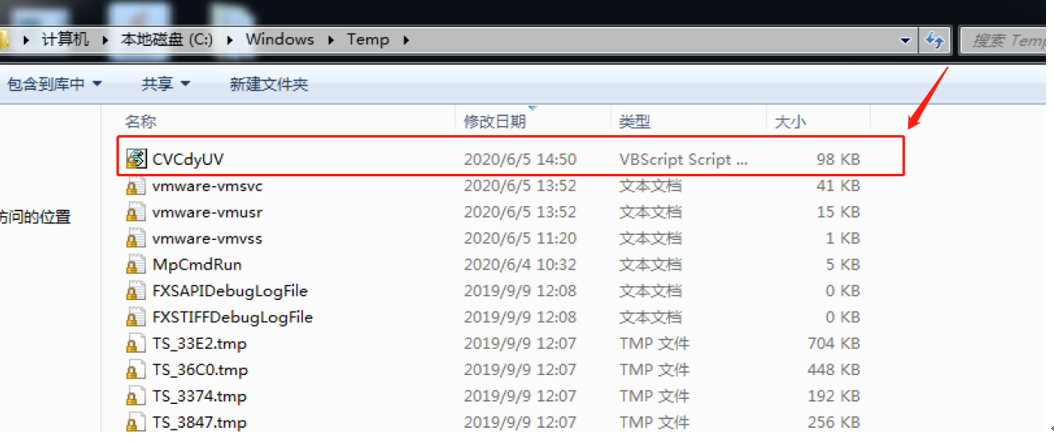 计算机 本地磁盘 (C:) Windows Temp 搜索 Temp
包含到库中 共享 新建文件夹
名称 修改日期 类型 大小
CVCdyUV 2020/6/5 14:50 VBScript Script ... 98 KB
vmware-vmsvc 2020/6/5 13:52 文本文档 41 KB
vmware-vmusr 2020/6/5 13:52 文本文档 15 KB
访问的位置
vmware-vmvss 2020/6/5 11:20 文本文档 1 KB
MpCmdRun 2020/6/4 10:32 文本文档 5 KB
FXSAPIDebugLogFile 2019/9/9 12:08 文本文档 0 KB
FXSTIFFDebugLogFile 2019/9/9 12:08 文本文档 0 KB
TS_33E2.tmp 2019/9/9 12:07 TMP 文件 704 KB
TS_36C0.tmp 2019/9/9 12:07 TMP 文件 448 KB
TS_3374.tmp 2019/9/9 12:07 TMP 文件 192 KB
TS_3847.tmp 2019/9/9 12:07 TMP 文件 256 KB